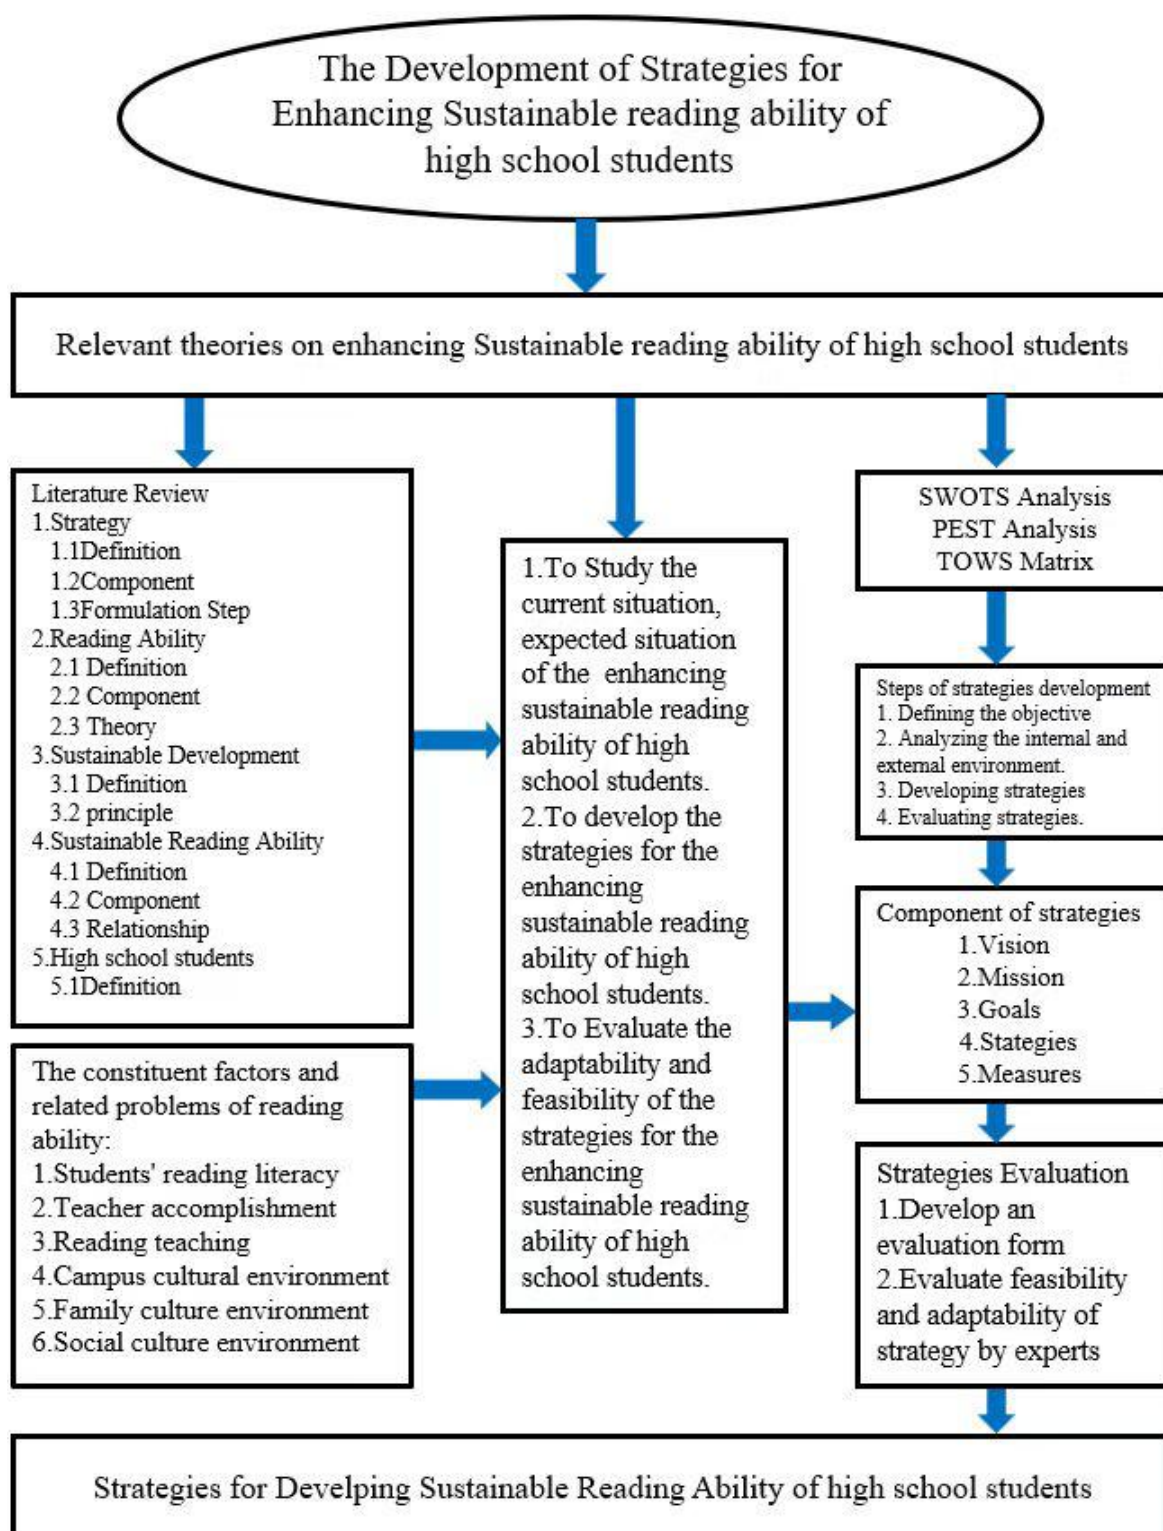 The Development of Strategies for
Enhancing Sustainable reading ability of
high school students
Relevant theories on enhancing Sustainable reading ability of high school students
Literature Review
1.Strategy
1.1Definition
1.2Component
1.3Formulation Step
2.Reading Ability
2.1 Definition
2.2 Component
2.3 Theory
3.Sustainable Development
3.1 Definition
3.2 principle
4.Sustainable Reading Ability
4.1 Definition
4.2 Component
4.3 Relationship
5.High school students
5.1Definition
The constituent factors and
related problems of reading
ability:
1.Students' reading literacy
2.Teacher accomplishment
3.Reading teaching
4.Campus cultural environment
5.Family culture environment
6.Social culture environment
1.To Study the
current situation,
expected situation
of the enhancing
sustainable reading
ability of high
school students.
2.To develop the
strategies for the
enhancing
sustainable reading
ability of high
school students.
3.To Evaluate the
adaptability and
feasibility of the
strategies for the
enhancing
sustainable reading
ability of high
school students.
SWOTS Analysis
PEST Analysis
TOWS Matrix
Steps of strategies development
1. Defining the objective
2. Analyzing the internal and
external environment.
3. Developing strategies
4. Evaluating strategies.
Component of strategies
1.Vision
2.Mission
3.Goals
4.Stategies
5.Measures
Strategies Evaluation
1.Develop an
evaluation form
2.Evaluate feasibility
and adaptability of
strategy by experts
Strategies for Develping Sustainable Reading Ability of high school students